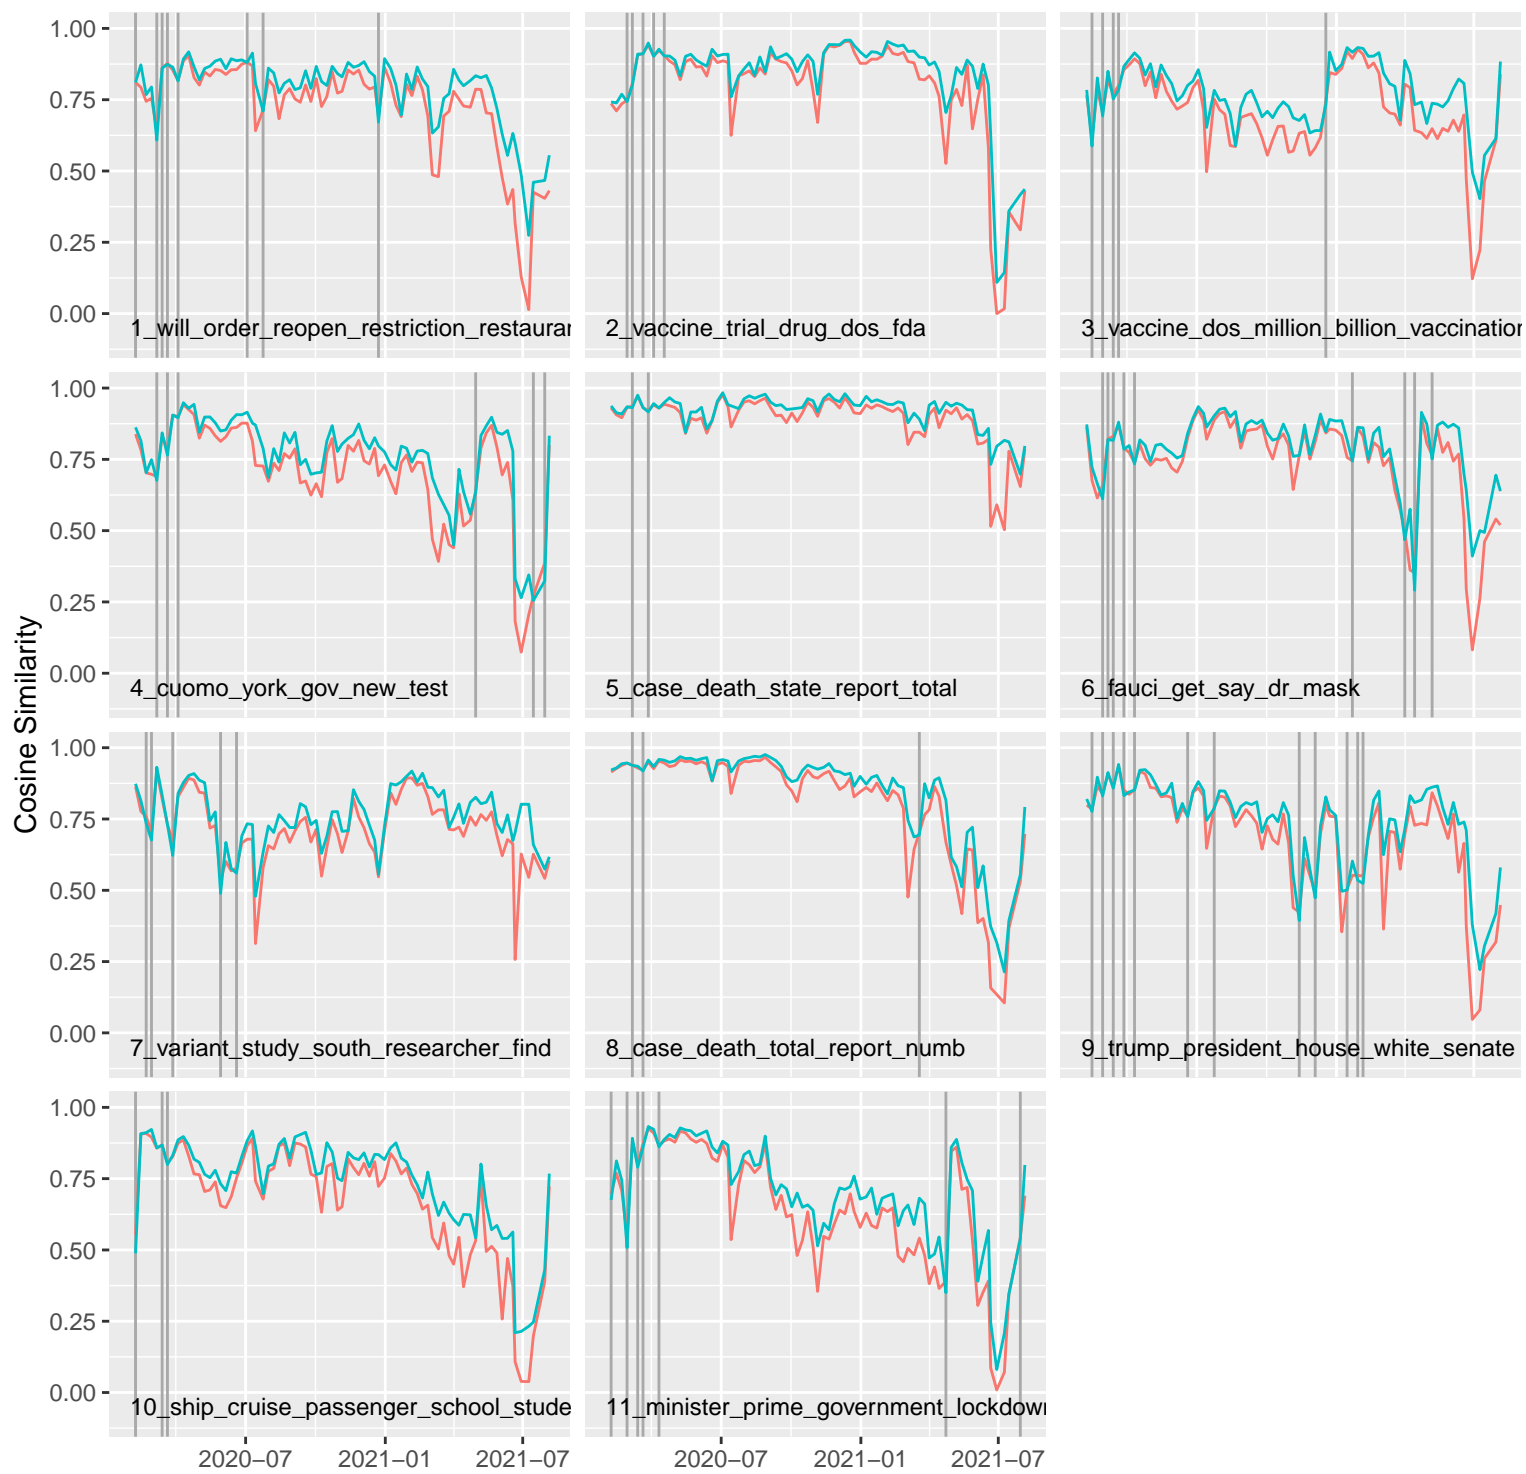 Cosine Similarity
1.00
0.75
0.50
0.25
0.00
1_will_order_reopen_restriction_restauran
2_vaccine_trial_drug_dos_fda
3_vaccine_dos_million_billion_vaccination
1.00
0.75
0.50
0.25
0.00
4_cuomo_york_gov_new_test
5_case_death_state_report_total
6_fauci_get_say_dr_mask
1.00
0.75
0.50
0.25
0.00
7_variant_study_south_researcher_find
8_case_death_total_report_numb
9_trump_president_house_white_senate
1.00
0.75
0.50
0.25
0.00
10_ship_cruise_passenger_school_stude
11_minister_prime_government_lockdown
2020−07 2021−01 2021−07 2020−07 2021−01 2021−07